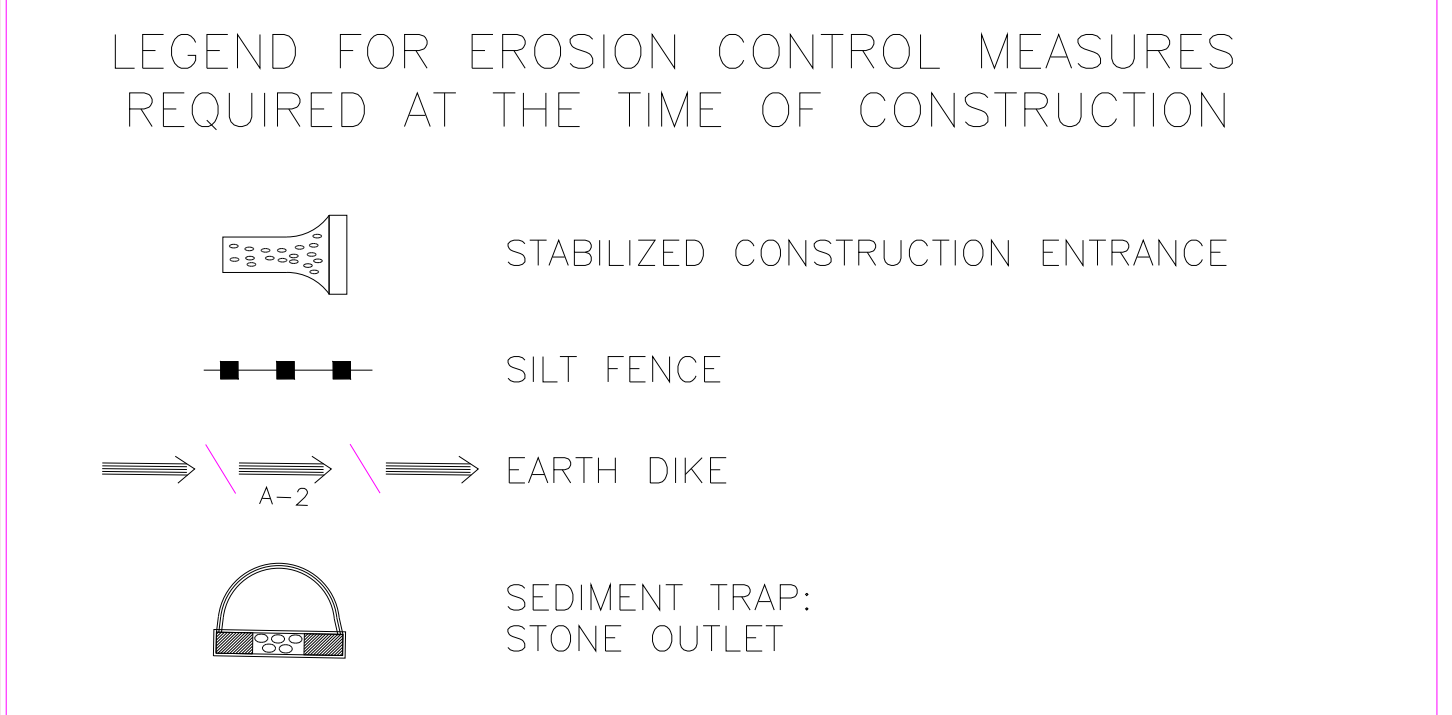 LEGEND FOR EROSION CONTROL MEASURES
REQUIRED AT THE TIME OF CONSTRUCTION
STABILIZED CONSTRUCTION ENTRANCE
SILT FENCE
EARTH DIKE
A-2
SEDIMENT TRAP:
STONE OUTLET